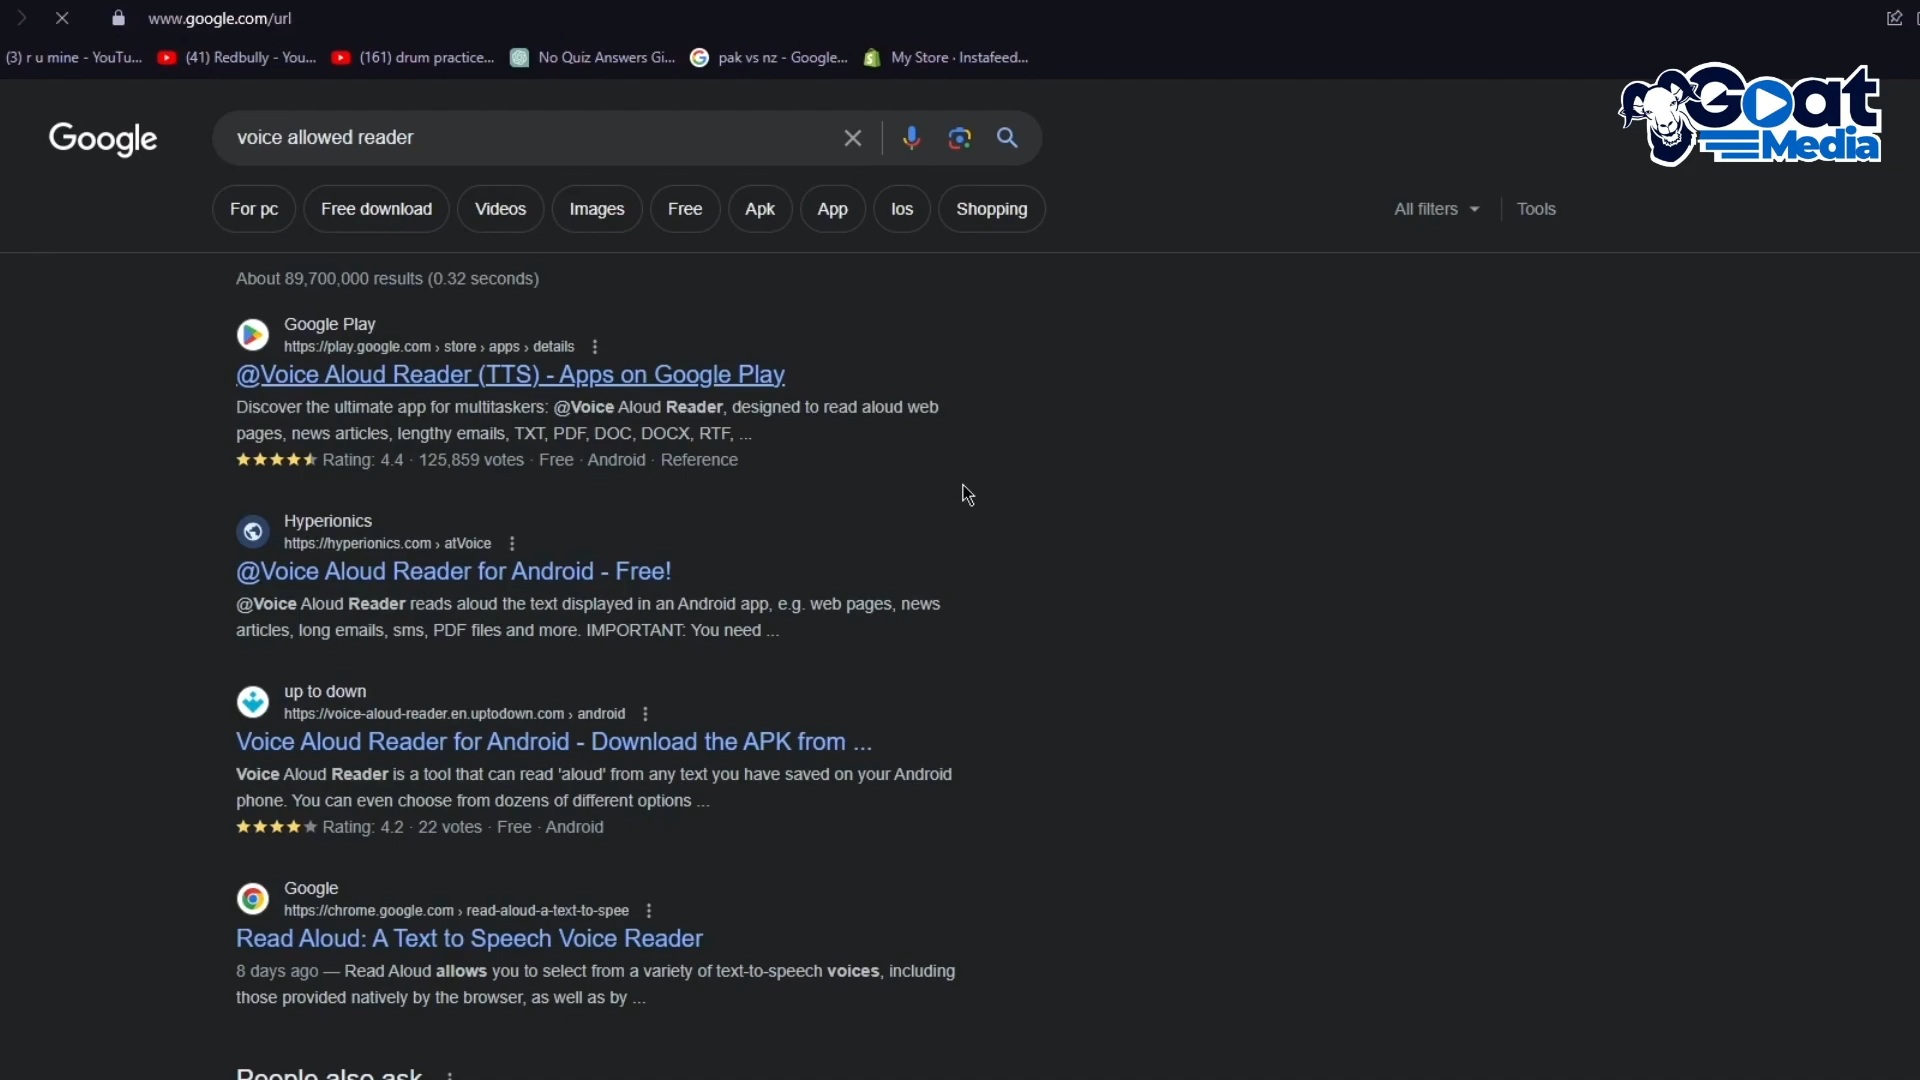 www.google.com/url
(3) r u mine - YouTu... (41) Redbully - You... (161) drum practice... No Quiz Answers Gi... pak vs nz - Google... My Store · Instafeed...
Goat
Media
Google voice allowed reader
For pc Free download Videos Images Free Apk App Ios Shopping All filters Tools
About 89,700,000 results (0.32 seconds)
Google Play
https://play.google.com › store › apps › details
@Voice Aloud Reader (TTS) - Apps on Google Play
Discover the ultimate app for multitaskers: @Voice Aloud Reader, designed to read aloud web
pages, news articles, lengthy emails, TXT, PDF, DOC, DOCX, RTF, ...
Rating: 4.4 · 125,859 votes · Free · Android · Reference
Hyperionics
https://hyperionics.com › atVoice
@Voice Aloud Reader for Android - Free!
@Voice Aloud Reader reads aloud the text displayed in an Android app, e.g. web pages, news
articles, long emails, sms, PDF files and more. IMPORTANT: You need ...
up to down
https://voice-aloud-reader.en.uptodown.com › android
Voice Aloud Reader for Android - Download the APK from ...
Voice Aloud Reader is a tool that can read 'aloud' from any text you have saved on your Android
phone. You can even choose from dozens of different options ...
Rating: 4.2 · 22 votes · Free · Android
Google
https://chrome.google.com › read-aloud-a-text-to-spee
Read Aloud: A Text to Speech Voice Reader
8 days ago — Read Aloud allows you to select from a variety of text-to-speech voices, including
those provided natively by the browser, as well as by ...
People also ask